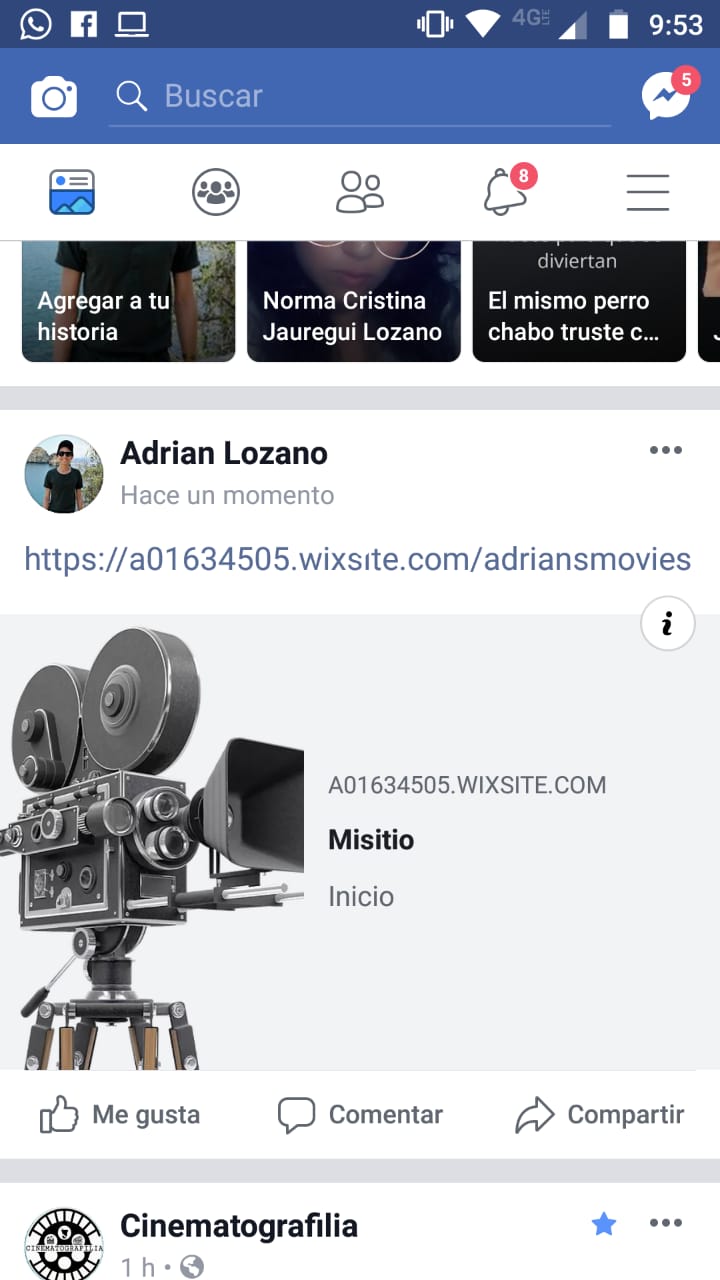 4G LTE 9:53
Buscar
5
8
diviertan
Agregar a tu
historia
Norma Cristina
Jauregui Lozano
El mismo perro
chabo truste c...
Adrian Lozano
Hace un momento
https://a01634505.wixsite.com/adriansmovies
i
A01634505.WIXSITE.COM
Misitio
Inicio
Me gusta
Comentar
Compartir
Cinematografilia
CINEMATOGRAFILIA
1 h •